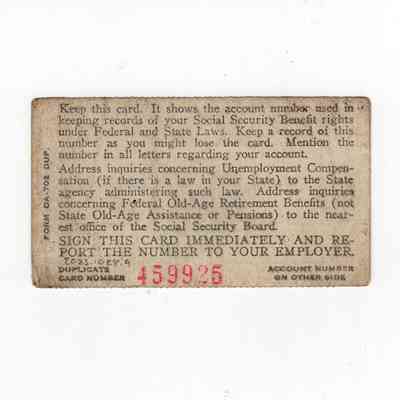 Keep this card. It shows the account number used in
keeping records of your Social Security Benefit rights
under Federal and State Laws. Keep a record of this
number as you might lose the card. Mention the
number in all letters regarding your account.
Address inquiries concerning Unemployment Compen-
sation (if there is a law in your State) to the State
agency administering such law. Address inquiries
concerning Federal Old-Age Retirement Benefits (not
State Old-Age Assistance or Pensions) to the near-
est office of the Social Security Board.
SIGN THIS CARD IMMEDIATELY AND RE-
PORT THE NUMBER TO YOUR EMPLOYER.
DUPLICATE
CARD NUMBER
459925
ACCOUNT NUMBER
ON OTHER SIDE
FORM OA-702 DUP.